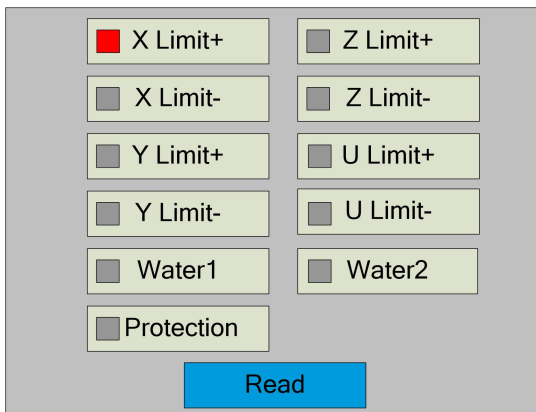 X Limit+
Z Limit+
X Limit-
Z Limit-
Y Limit+
U Limit+
Y Limit-
U Limit-
Water1
Water2
Protection
Read